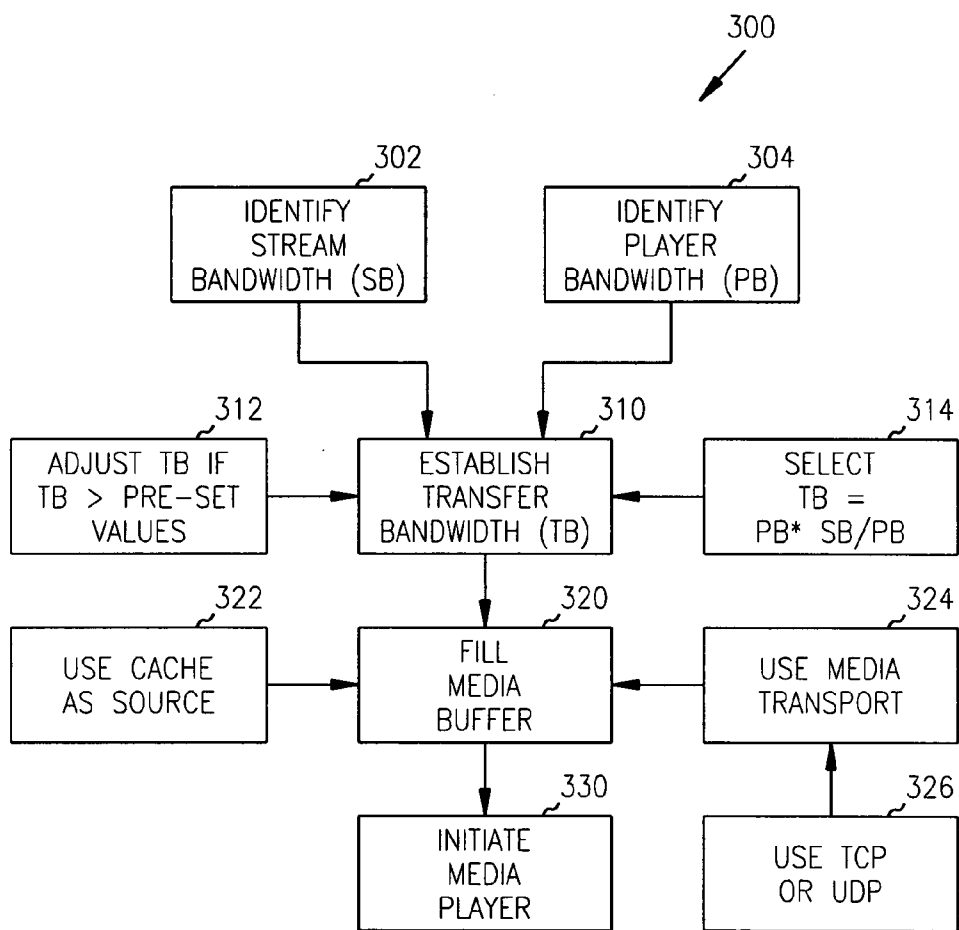 300
302
IDENTIFY
STREAM
BANDWIDTH (SB)
304
IDENTIFY
PLAYER
BANDWIDTH (PB)
312
ADJUST TB IF
TB > PRE-SET
VALUES
310
ESTABLISH
TRANSFER
BANDWIDTH (TB)
314
SELECT
TB =
PB* SB/PB
322
USE CACHE
AS SOURCE
320
FILL
MEDIA
BUFFER
324
USE MEDIA
TRANSPORT
330
INITIATE
MEDIA
PLAYER
326
USE TCP
OR UDP